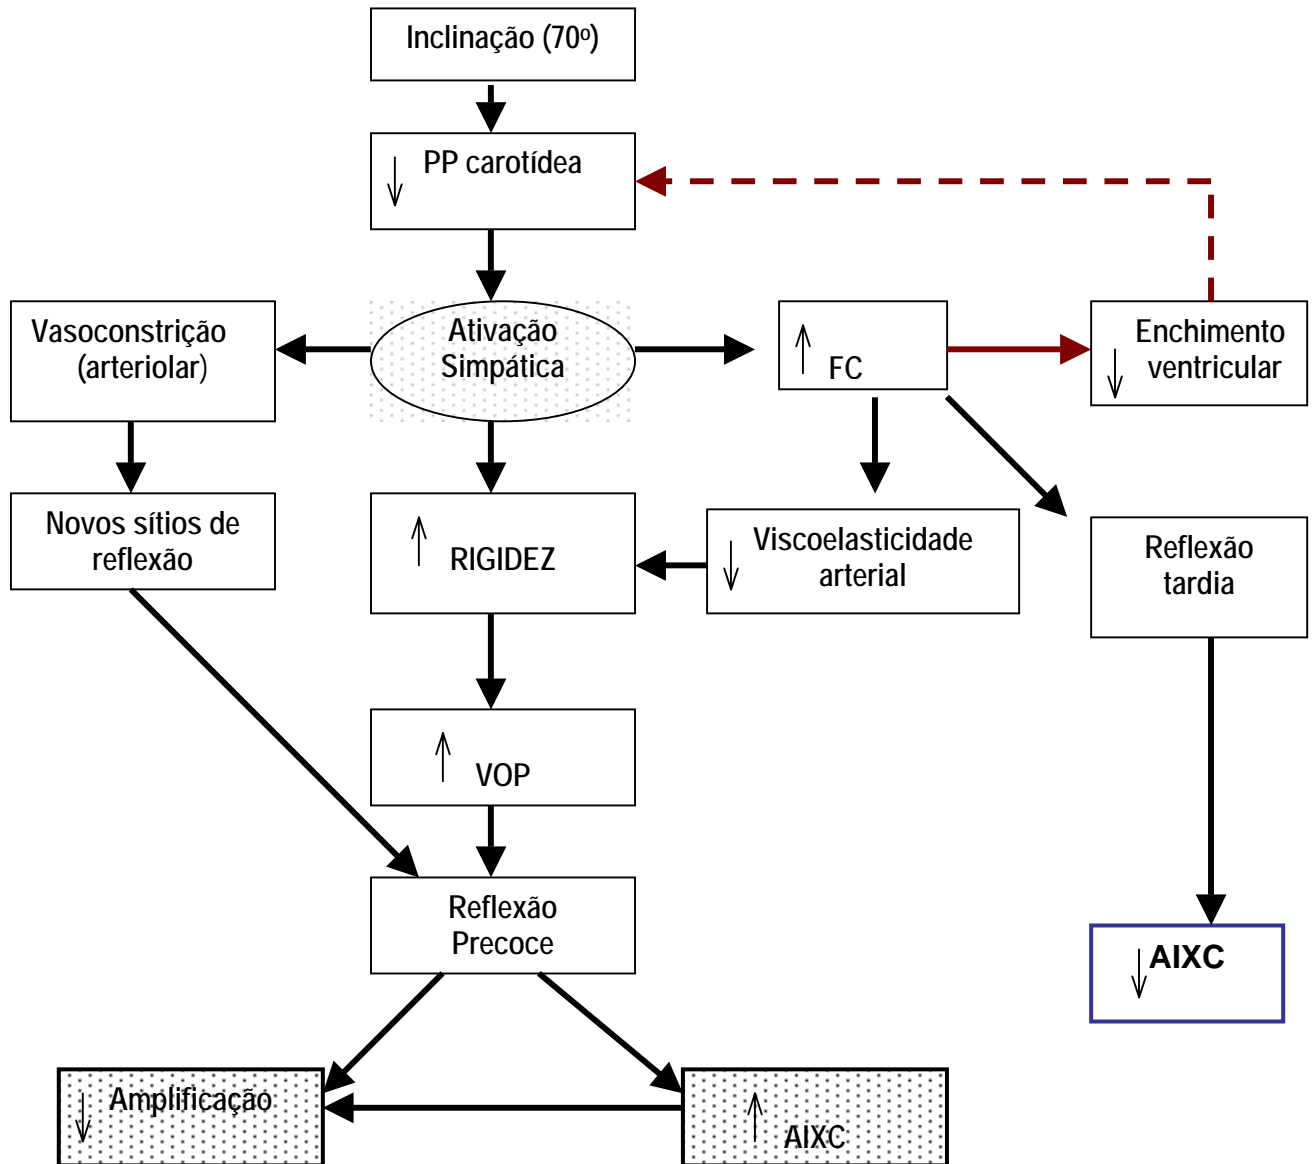 Inclinação (70º)
↓ PP carotídea
Ativação
Simpática
Vasoconstrição
(arteriolar)
↑ FC
Enchimento
↓ ventricular
Novos sítios de
reflexão
↑ RIGIDEZ
Viscoelasticidade
↓ arterial
Reflexão
tardia
↑ VOP
Reflexão
Precoce
↓ AIXC
↓ Amplificação
↑ AIXC